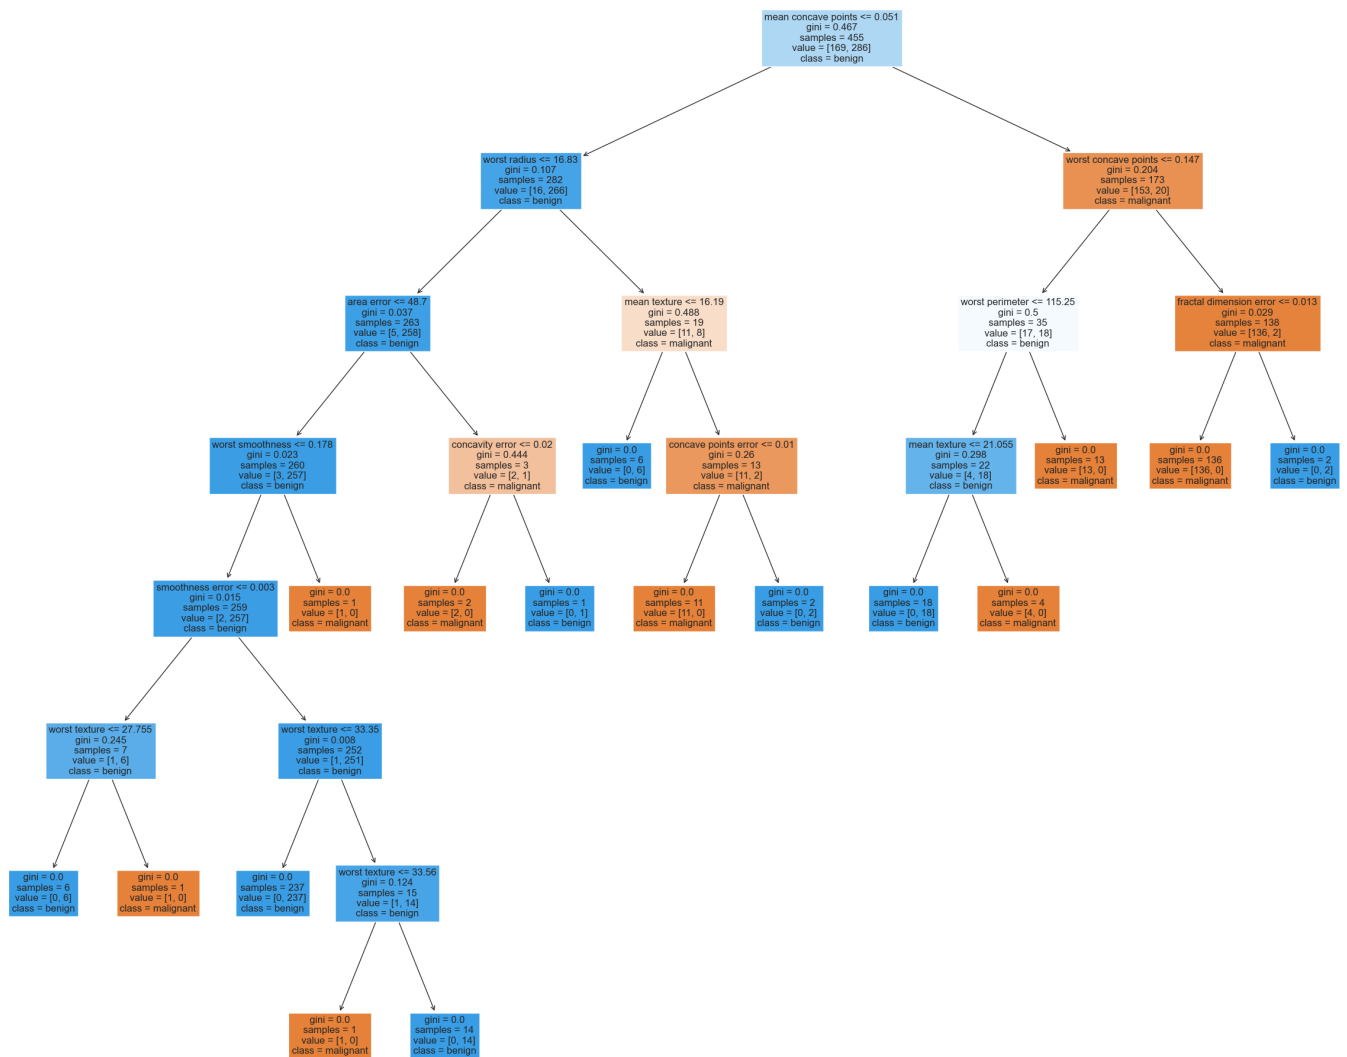 mean concave points <= 0.051
gini = 0.467
samples = 455
value = [169, 286]
class = benign
worst radius <= 16.83
gini = 0.107
samples = 282
value = [16, 266]
class = benign
worst concave points <= 0.147
gini = 0.204
samples = 173
value = [153, 20]
class = malignant
area error <= 48.7
gini = 0.037
samples = 263
value = [5, 258]
class = benign
mean texture <= 16.19
gini = 0.488
samples = 19
value = [11, 8]
class = malignant
worst perimeter <= 115.25
gini = 0.5
samples = 35
value = [17, 18]
class = benign
fractal dimension error <= 0.013
gini = 0.029
samples = 138
value = [136, 2]
class = malignant
worst smoothness <= 0.178
gini = 0.023
samples = 260
value = [3, 257]
class = benign
concavity error <= 0.02
gini = 0.444
samples = 3
value = [2, 1]
class = malignant
gini = 0.0
samples = 6
value = [0, 6]
class = benign
concave points error <= 0.01
gini = 0.26
samples = 13
value = [11, 2]
class = malignant
mean texture <= 21.055
gini = 0.298
samples = 22
value = [4, 18]
class = benign
gini = 0.0
samples = 13
value = [13, 0]
class = malignant
gini = 0.0
samples = 136
value = [136, 0]
class = malignant
gini = 0.0
samples = 2
value = [0, 2]
class = benign
smoothness error <= 0.003
gini = 0.015
samples = 259
value = [2, 257]
class = benign
gini = 0.0
samples = 1
value = [1, 0]
class = malignant
gini = 0.0
samples = 2
value = [2, 0]
class = malignant
gini = 0.0
samples = 1
value = [0, 1]
class = benign
gini = 0.0
samples = 11
value = [11, 0]
class = malignant
gini = 0.0
samples = 2
value = [0, 2]
class = benign
gini = 0.0
samples = 18
value = [0, 18]
class = benign
gini = 0.0
samples = 4
value = [4, 0]
class = malignant
worst texture <= 27.755
gini = 0.245
samples = 7
value = [1, 6]
class = benign
worst texture <= 33.35
gini = 0.008
samples = 252
value = [1, 251]
class = benign
gini = 0.0
samples = 6
value = [0, 6]
class = benign
gini = 0.0
samples = 1
value = [1, 0]
class = malignant
gini = 0.0
samples = 237
value = [0, 237]
class = benign
worst texture <= 33.56
gini = 0.124
samples = 15
value = [1, 14]
class = benign
gini = 0.0
samples = 1
value = [1, 0]
class = malignant
gini = 0.0
samples = 14
value = [0, 14]
class = benign